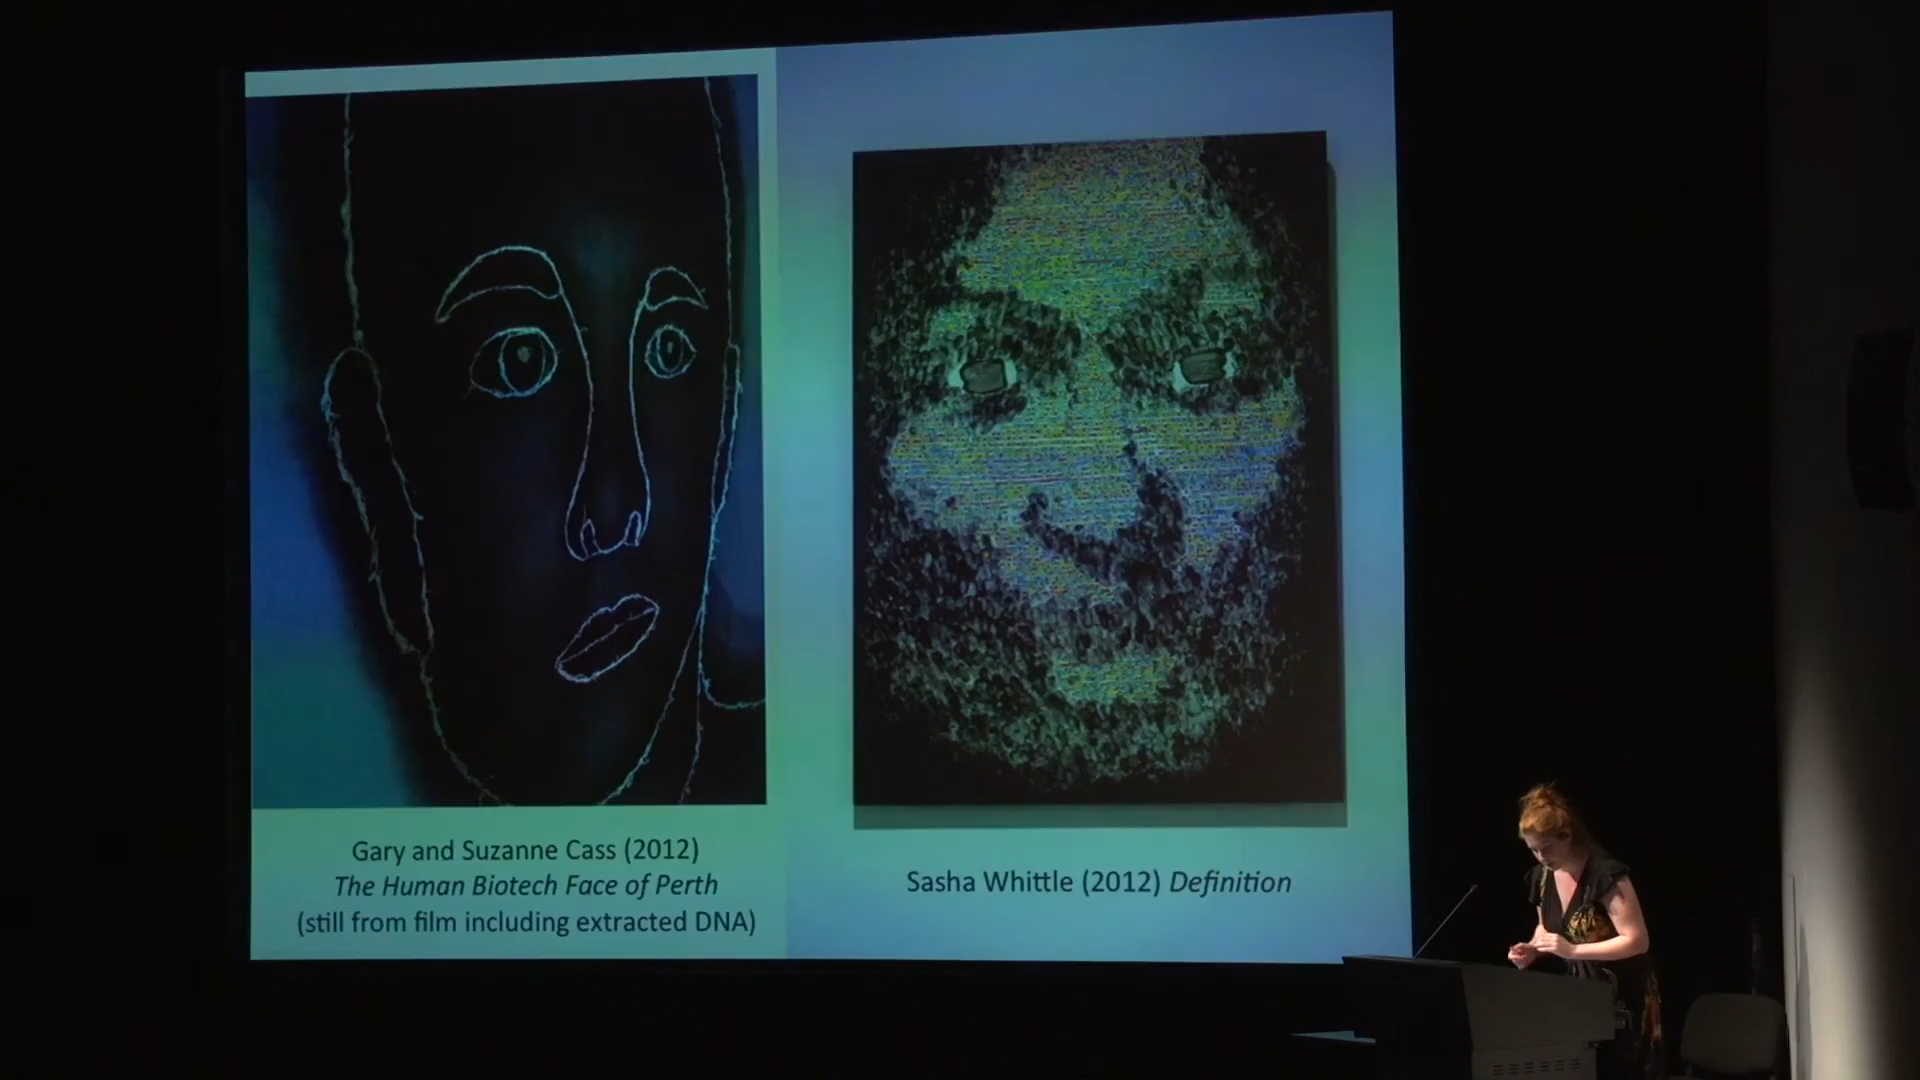 Gary and Suzanne Cass (2012)
The Human Biotech Face of Perth
(still from film including extracted DNA)
Sasha Whittle (2012) Definition